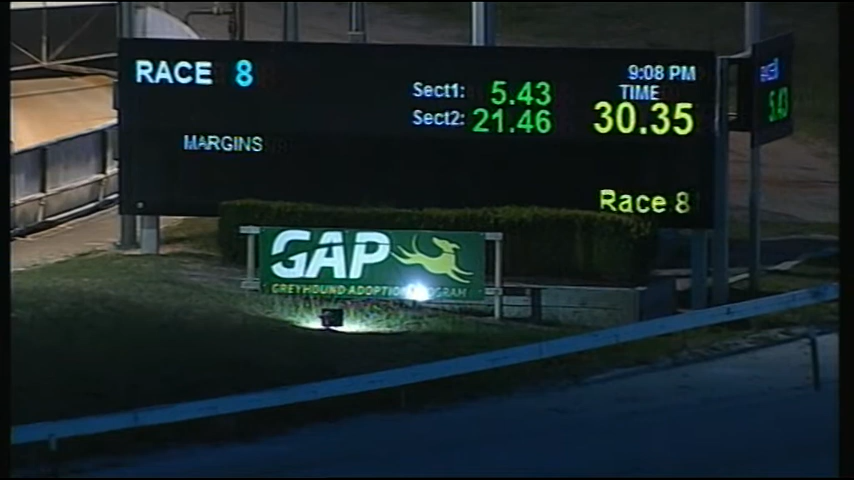 RACE 8
9:08 PM
Sect1: 5.43
TIME
Sect2: 21.46
30.35
MARGINS
Race 8
GAP
GREYHOUND ADOPTION PROGRAM
RACE
5.43